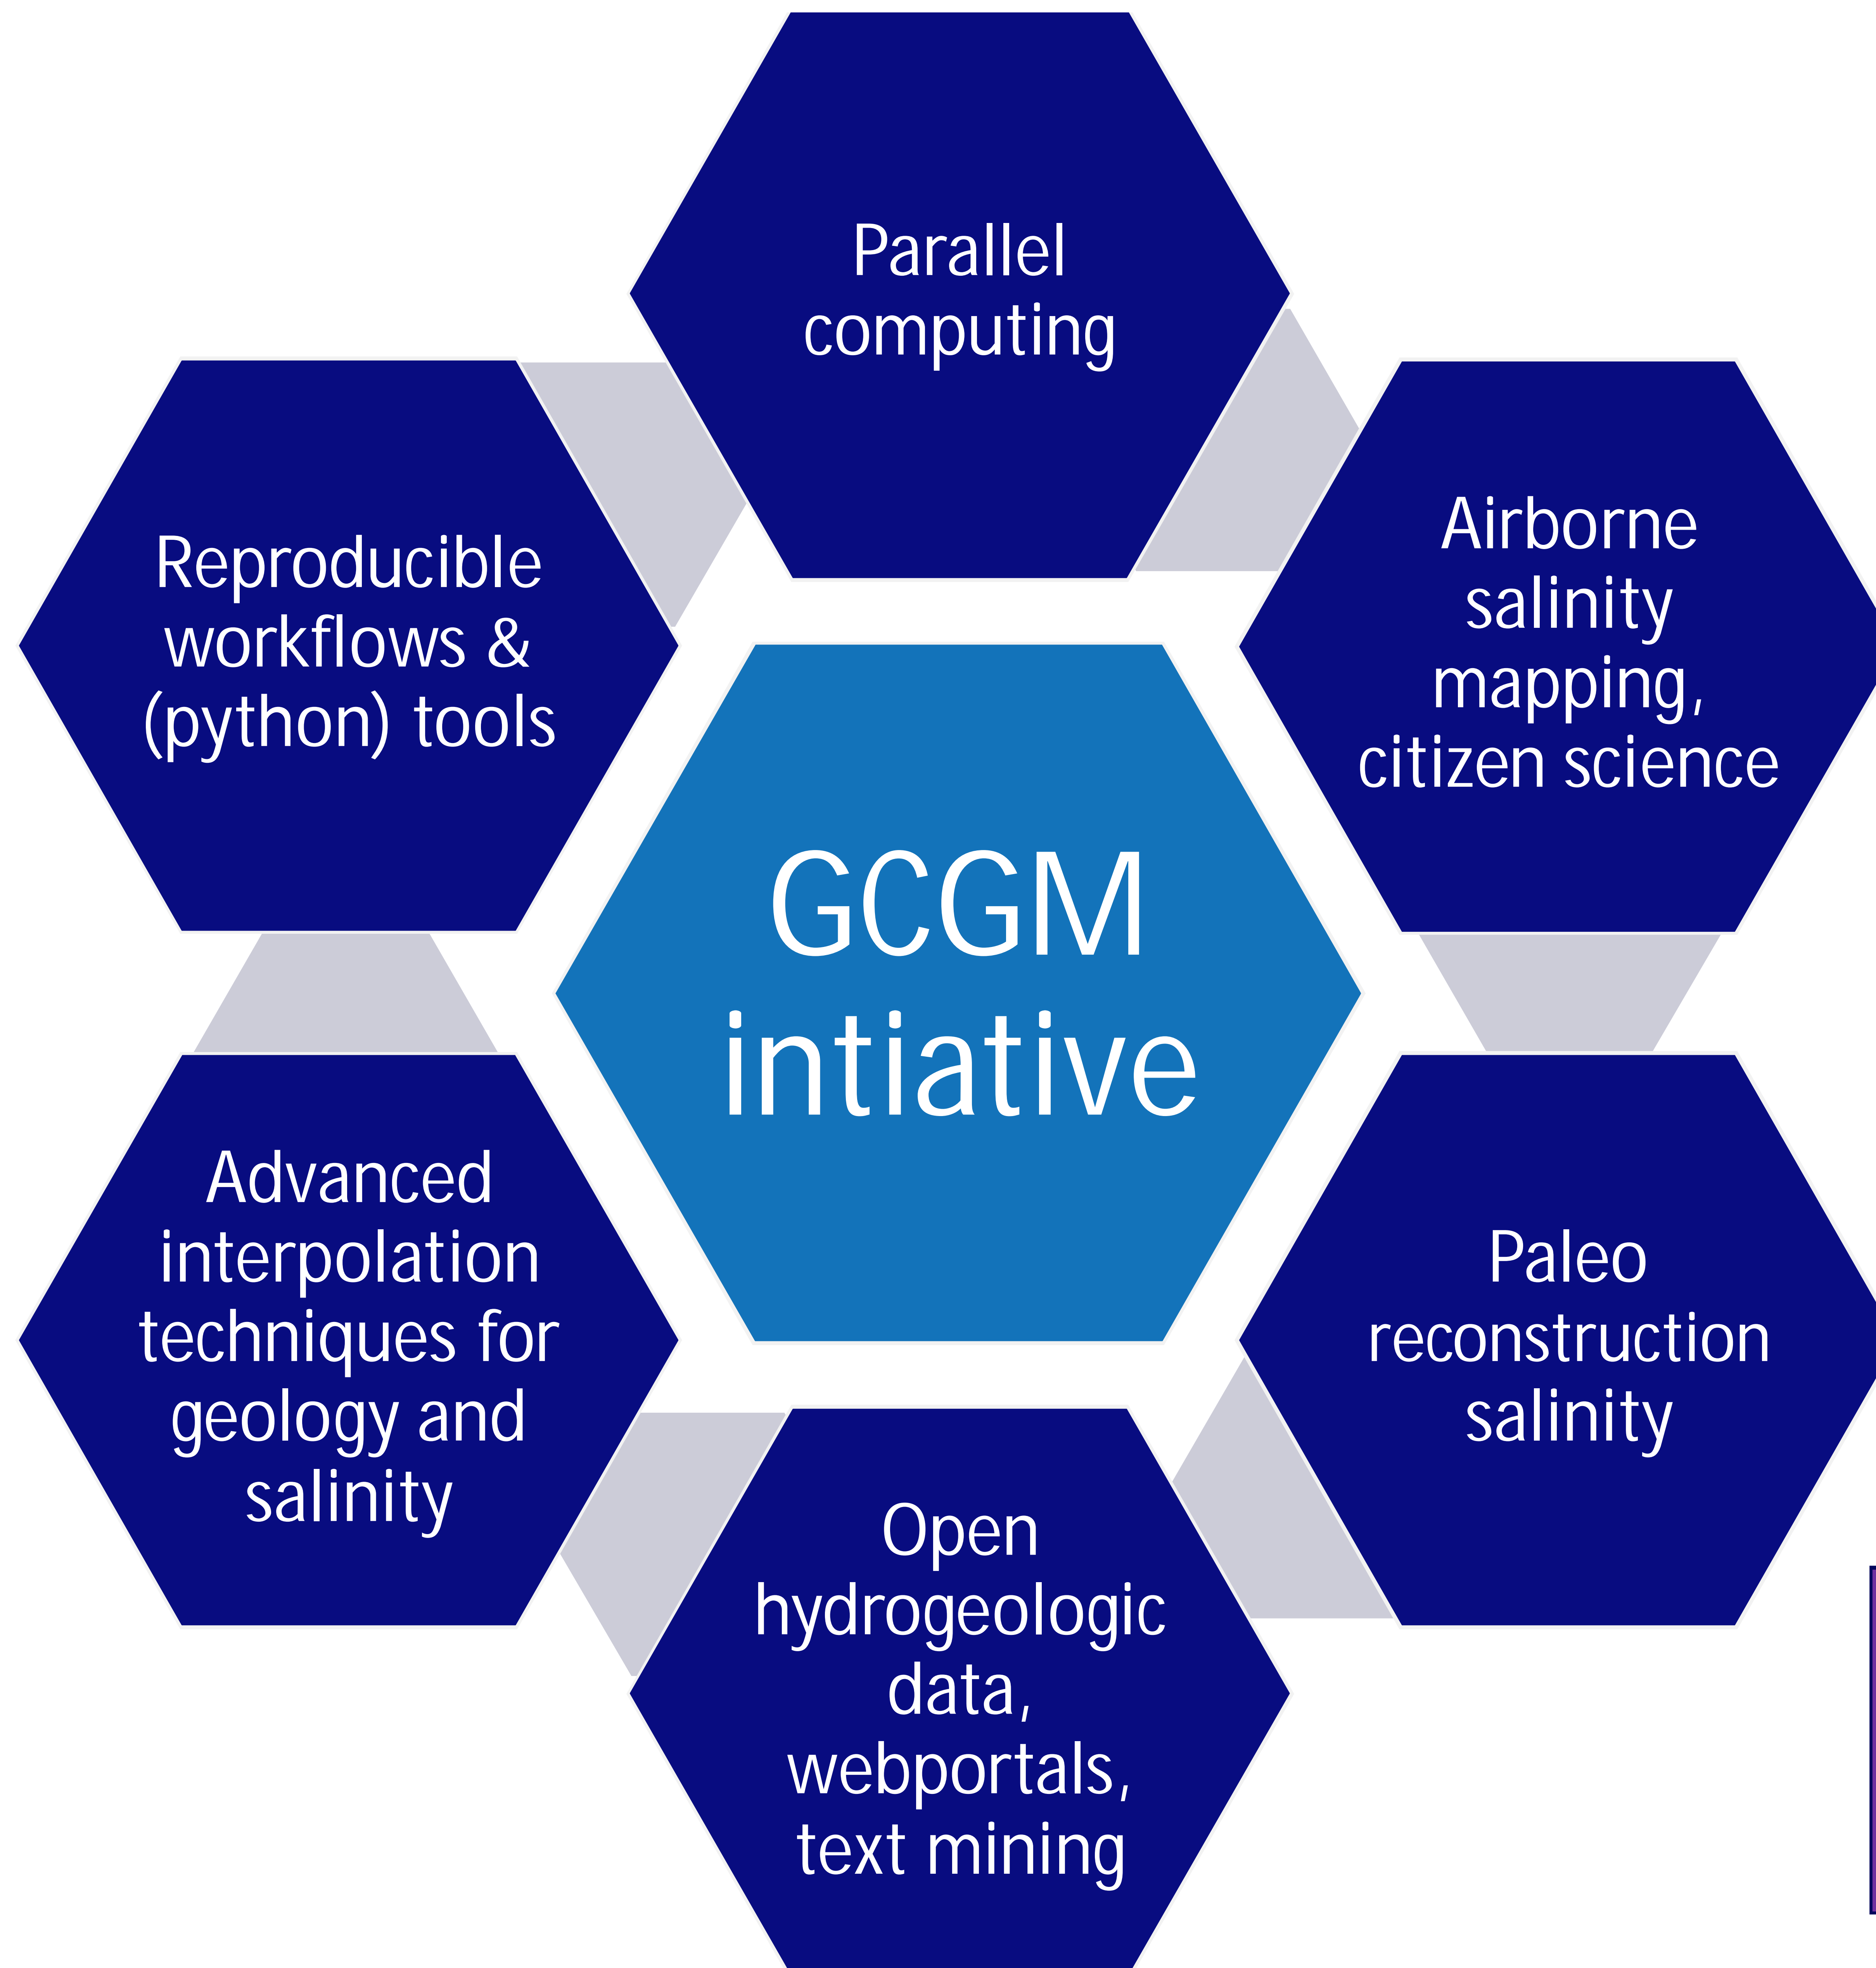 Parallel
computing
Airborne
salinity
mapping,
citizen science
Reproducible
workflows &
(python) tools
GCGM
intiative
Advanced
interpolation
techniques for
geology and
salinity
Paleo
reconstruction
salinity
Open
hydrogeologic
data,
webportals,
text mining